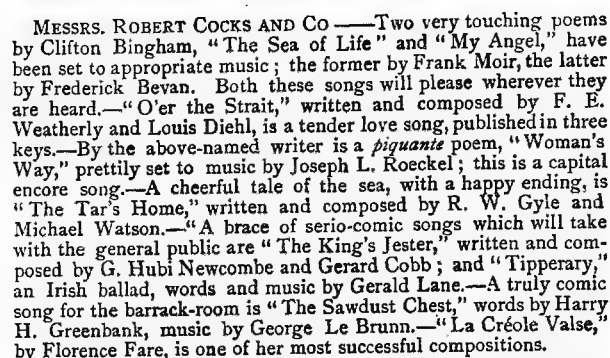 MESSRS. ROBERT COCKS AND CO ——Two very touching poems
by Clifton Bingham, "The Sea of Life" and "My Angel," have
been set to appropriate music; the former by Frank Moir, the latter
by Frederick Bevan. Both these songs will please wherever they
are heard.—"O'er the Strait," written and composed by F. E.
Weatherly and Louis Diehl, is a tender love song, published in three
keys.—By the above-named writer is a piquante poem, "Woman's
Way," prettily set to music by Joseph L. Roeckel; this is a capital
encore song.—A cheerful tale of the sea, with a happy ending, is
"The Tar's Home," written and composed by R. W. Gyle and
Michael Watson.—"A brace of serio-comic songs which will take
with the general public are "The King's Jester," written and com-
posed by G. Hubi Newcombe and Gerard Cobb; and "Tipperary,"
an Irish ballad, words and music by Gerald Lane.—A truly comic
song for the barrack-room is "The Sawdust Chest," words by Harry
H. Greenbank, music by George Le Brunn.—"La Créole Valse,"
by Florence Fare, is one of her most successful compositions.